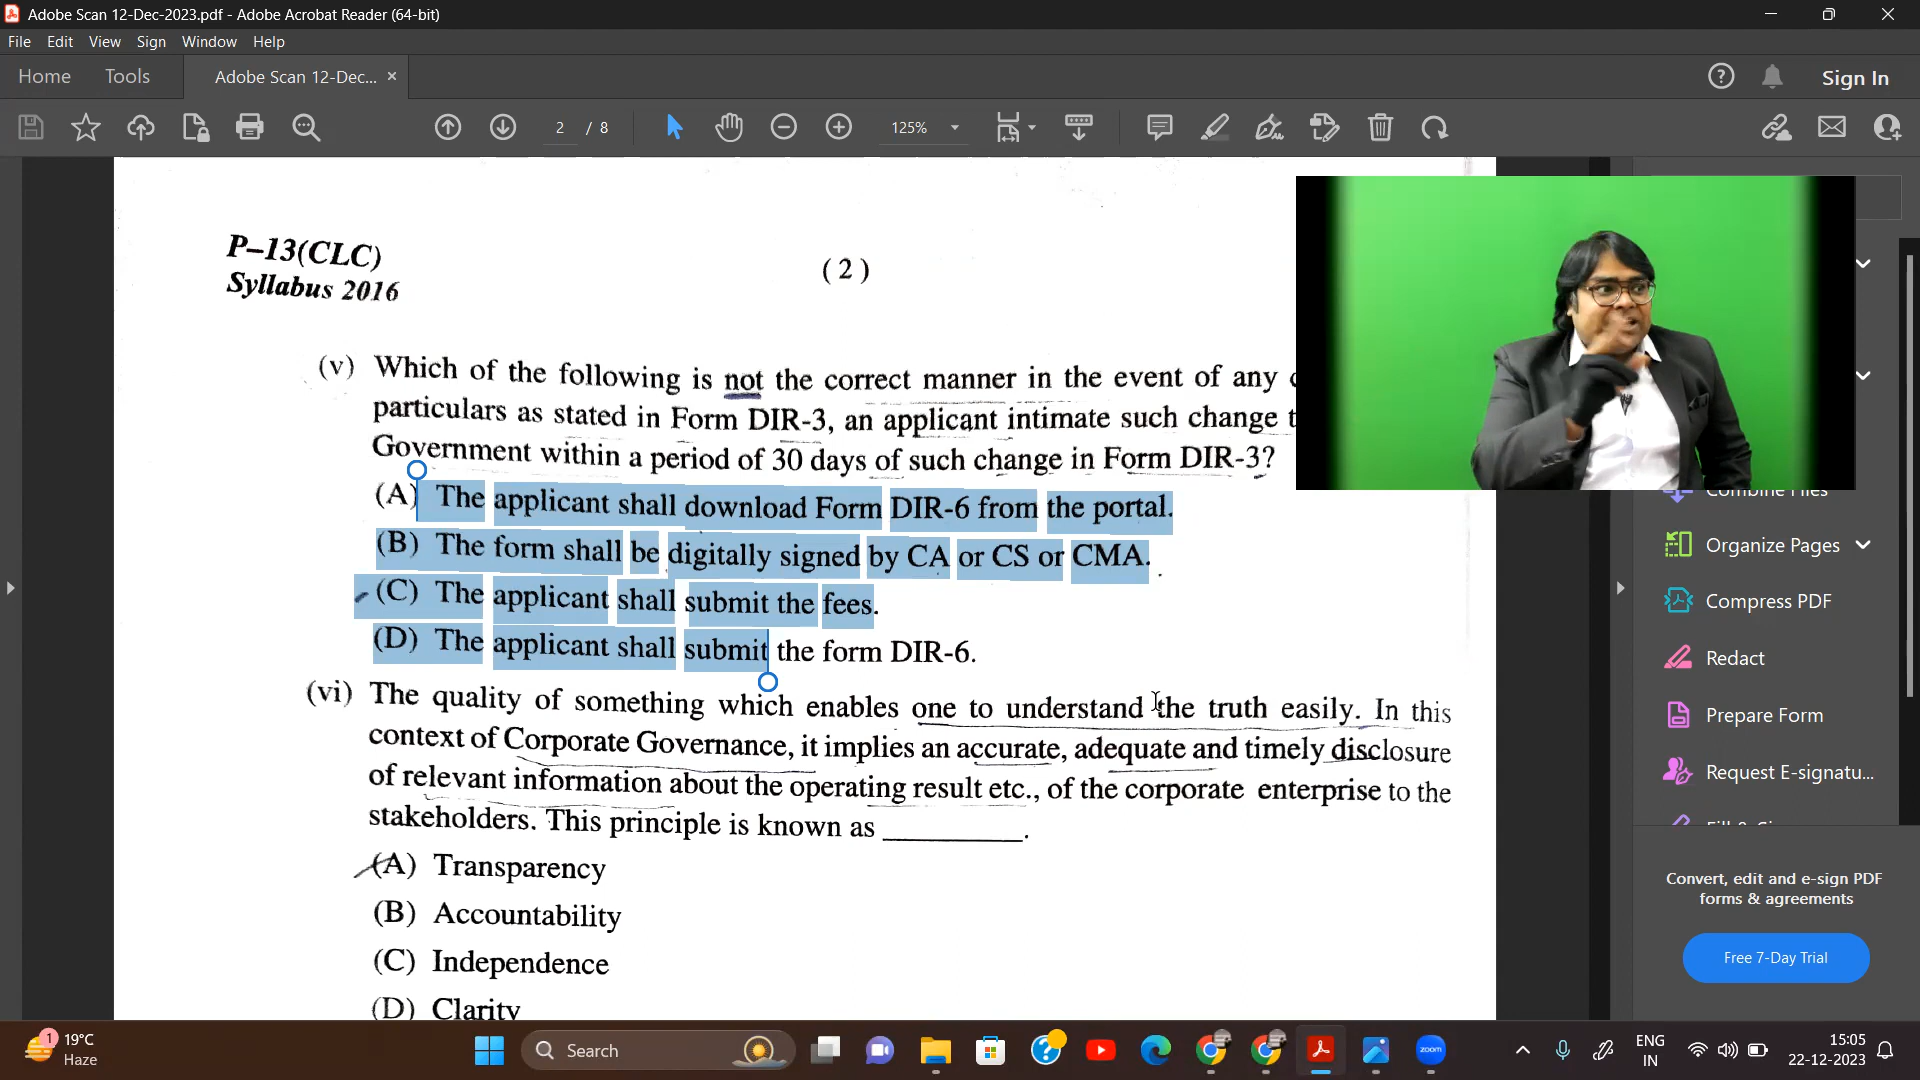 Adobe Scan 12-Dec-2023.pdf - Adobe Acrobat Reader (64-bit)
File Edit View Sign Window Help
Home Tools Adobe Scan 12-Dec... × Sign In
2 / 8 125%
P–13(CLC)
Syllabus 2016
(2)
(v) Which of the following is not the correct manner in the event of any
particulars as stated in Form DIR-3, an applicant intimate such change
Government within a period of 30 days of such change in Form DIR-3?
(A) The applicant shall download Form DIR-6 from the portal.
(B) The form shall be digitally signed by CA or CS or CMA.
(C) The applicant shall submit the fees.
(D) The applicant shall submit the form DIR-6.
(vi) The quality of something which enables one to understand the truth easily. In this
context of Corporate Governance, it implies an accurate, adequate and timely disclosure
of relevant information about the operating result etc., of the corporate enterprise to the
stakeholders. This principle is known as __________.
(A) Transparency
(B) Accountability
(C) Independence
(D) Clarity
Combine Files
Organize Pages
Compress PDF
Redact
Prepare Form
Request E-signatu...
Convert, edit and e-sign PDF
forms & agreements
Free 7-Day Trial
1
19°C
Haze
Search
zoom
ENG
IN
15:05
22-12-2023